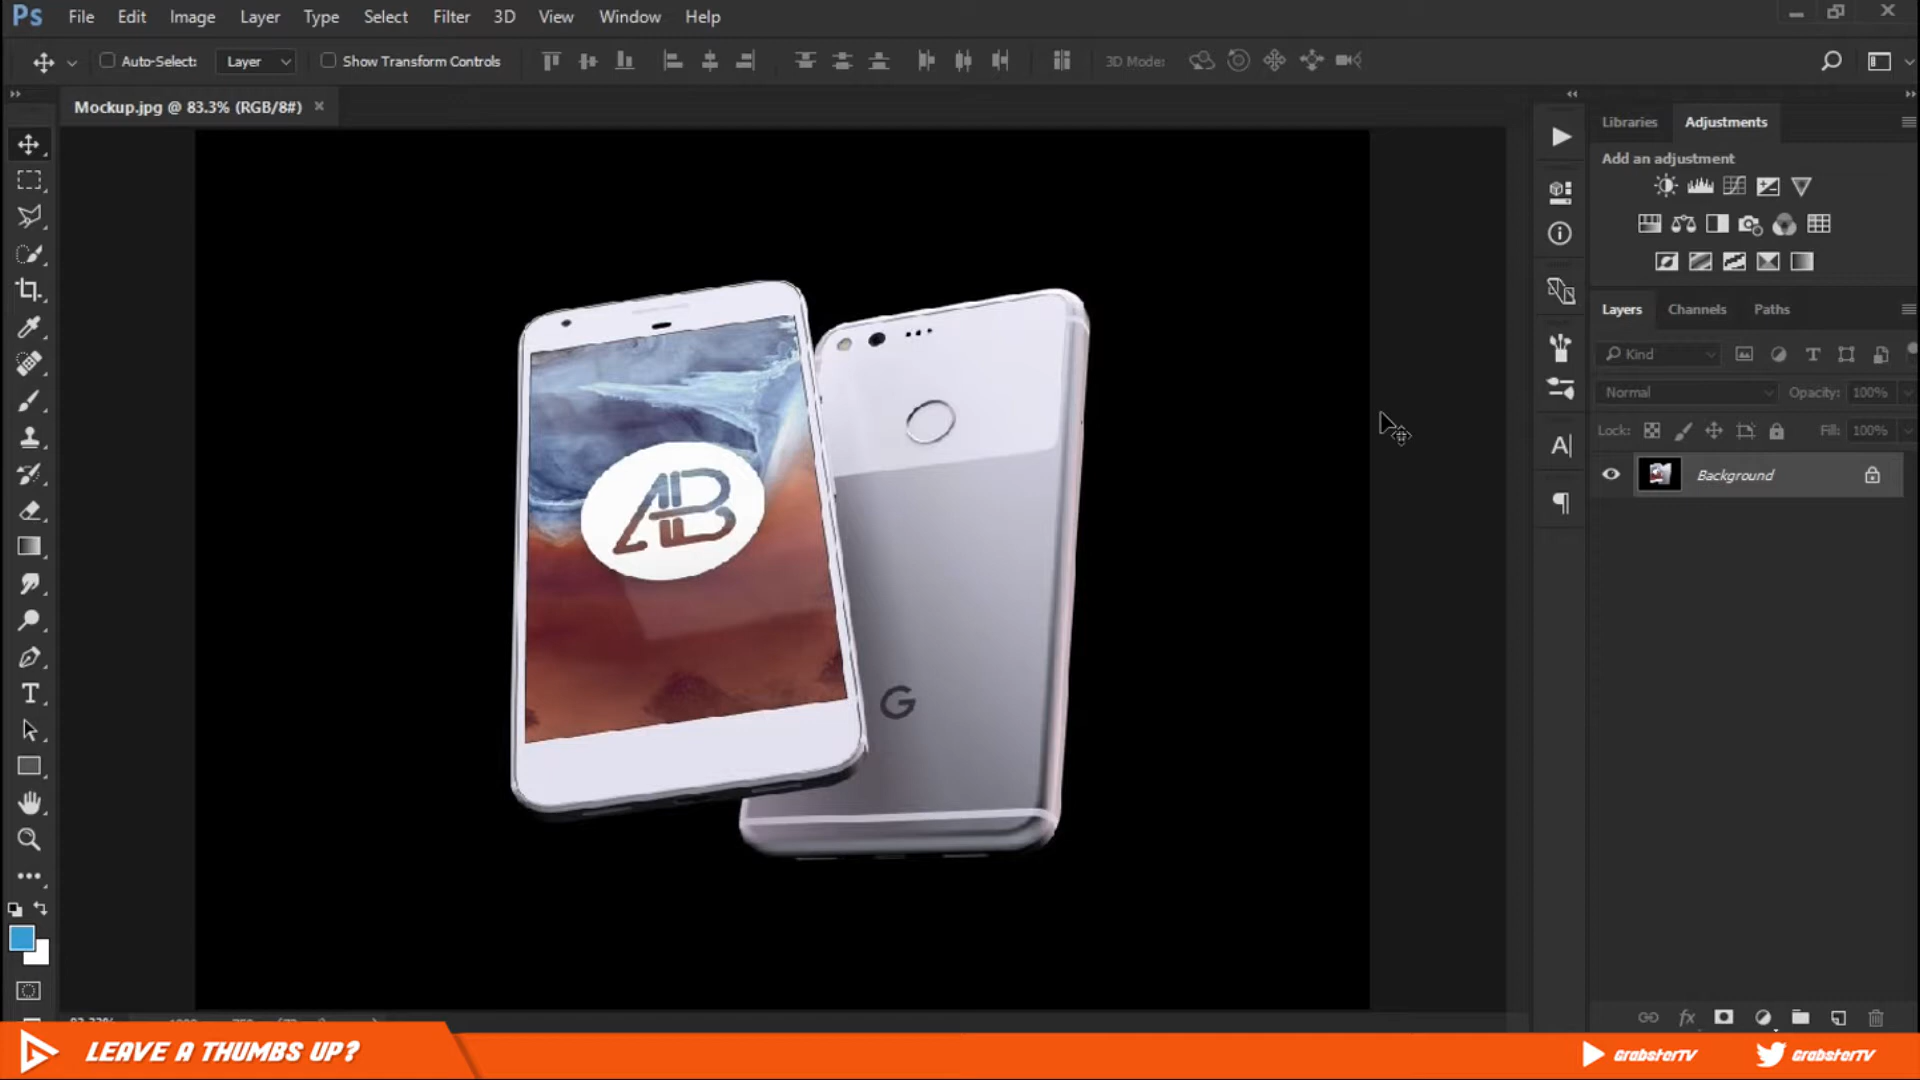 Ps File Edit Image Layer Type Select Filter 3D View Window Help
Auto-Select: Layer Show Transform Controls 3D Mode:
Mockup.jpg @ 83.3% (RGB/8#) ×
Libraries Adjustments
Add an adjustment
Layers Channels Paths
Kind
Normal Opacity: 100%
Lock: Fill: 100%
Background
AB
G
LEAVE A THUMBS UP?
GrabsterTV GrabsterTV